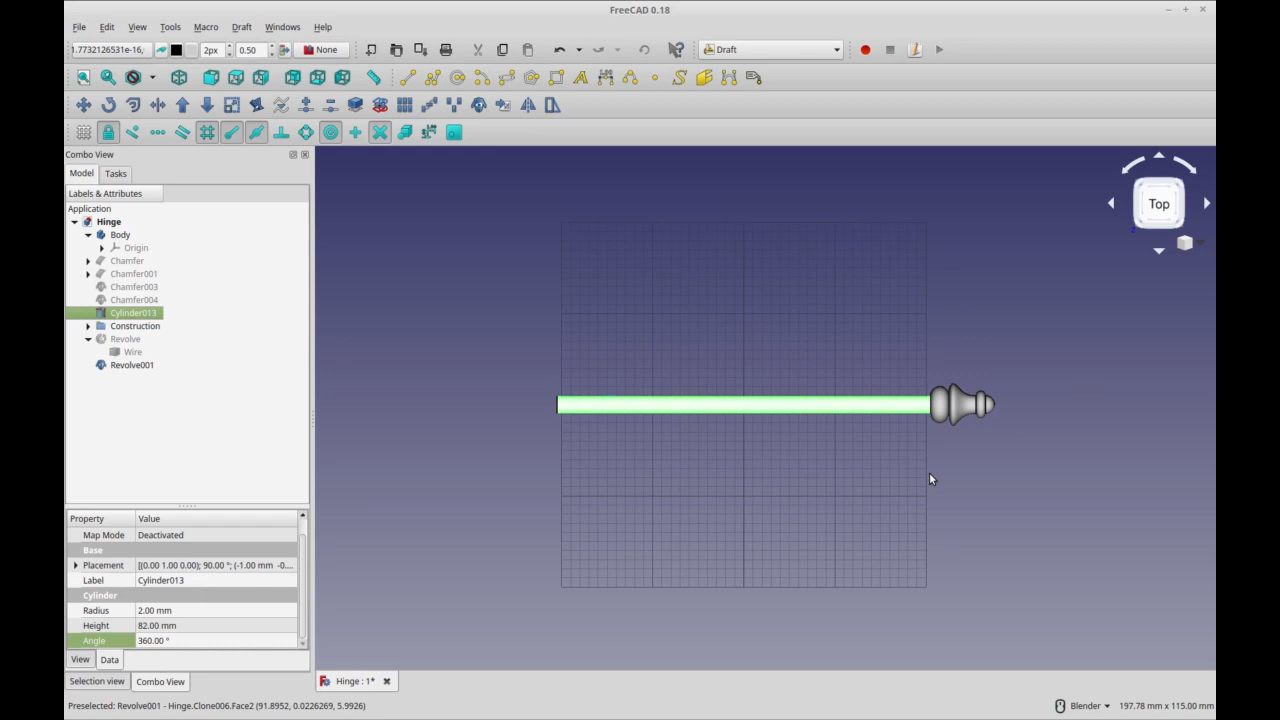 FreeCAD 0.18
File Edit View Tools Macro Draft Windows Help
1.7732126531e-16, 2px 0.50 None Draft
Combo View
Model Tasks
Labels & Attributes
Application
Hinge
Body
Origin
Chamfer
Chamfer001
Chamfer003
Chamfer004
Cylinder013
Construction
Revolve
Wire
Revolve001
Top
Property Value
Map Mode Deactivated
Base
Placement [(0.00 1.00 0.00); 90.00 °; (-1.00 mm -0....
Label Cylinder013
Cylinder
Radius 2.00 mm
Height 82.00 mm
Angle 360.00 °
View Data
Selection view Combo View
Hinge : 1*
Preselected: Revolve001 - Hinge.Clone006.Face2 (91.8952, 0.0226269, 5.9926) Blender 197.78 mm x 115.00 mm